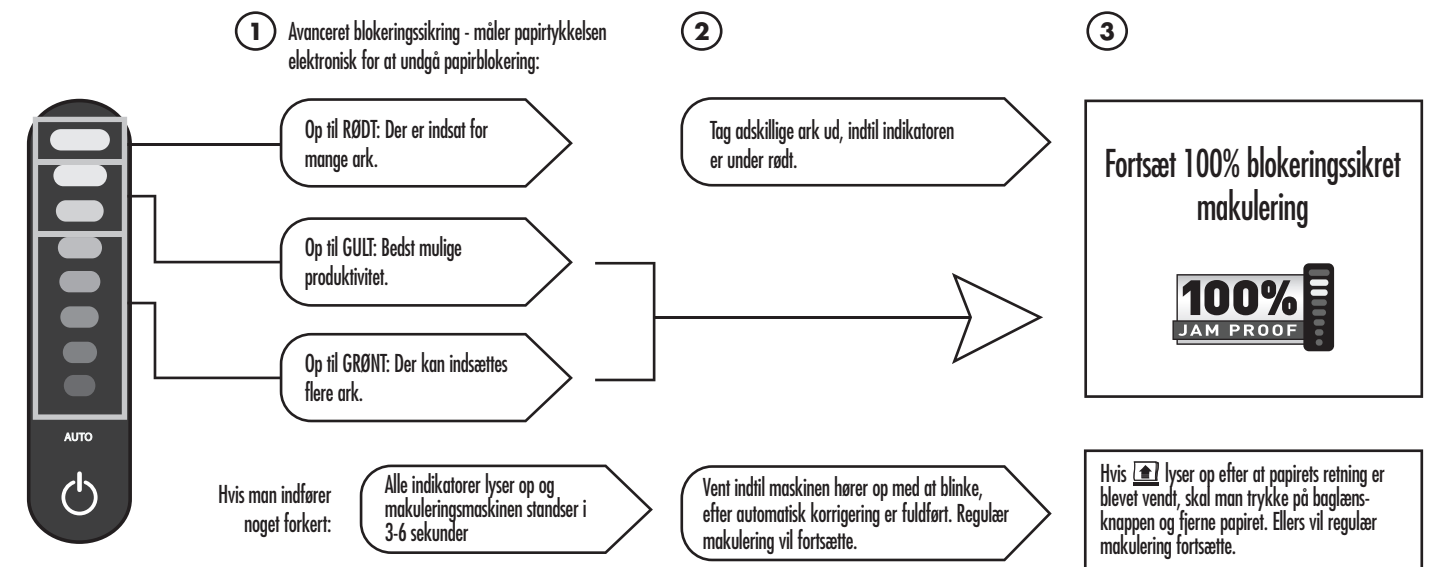 1
Avanceret blokeringssikring - måler papirtykkelsen
elektronisk for at undgå papirblokering:
2
3
Op til RØDT: Der er indsat for
mange ark.
Tag adskillige ark ud, indtil indikatoren
er under rødt.
Fortsæt 100% blokeringssikret
makulering
Op til GULT: Bedst mulige
produktivitet.
100%
JAM PROOF
Op til GRØNT: Der kan indsættes
flere ark.
AUTO
Hvis man indfører
noget forkert:
Alle indikatorer lyser op og
makuleringsmaskinen standser i
3-6 sekunder
Vent indtil maskinen hører op med at blinke,
efter automatisk korrigering er fuldført. Regulær
makulering vil fortsætte.
Hvis lyser op efter at papirets retning er
blevet vendt, skal man trykke på baglæns-
knappen og fjerne papiret. Ellers vil regulær
makulering fortsætte.